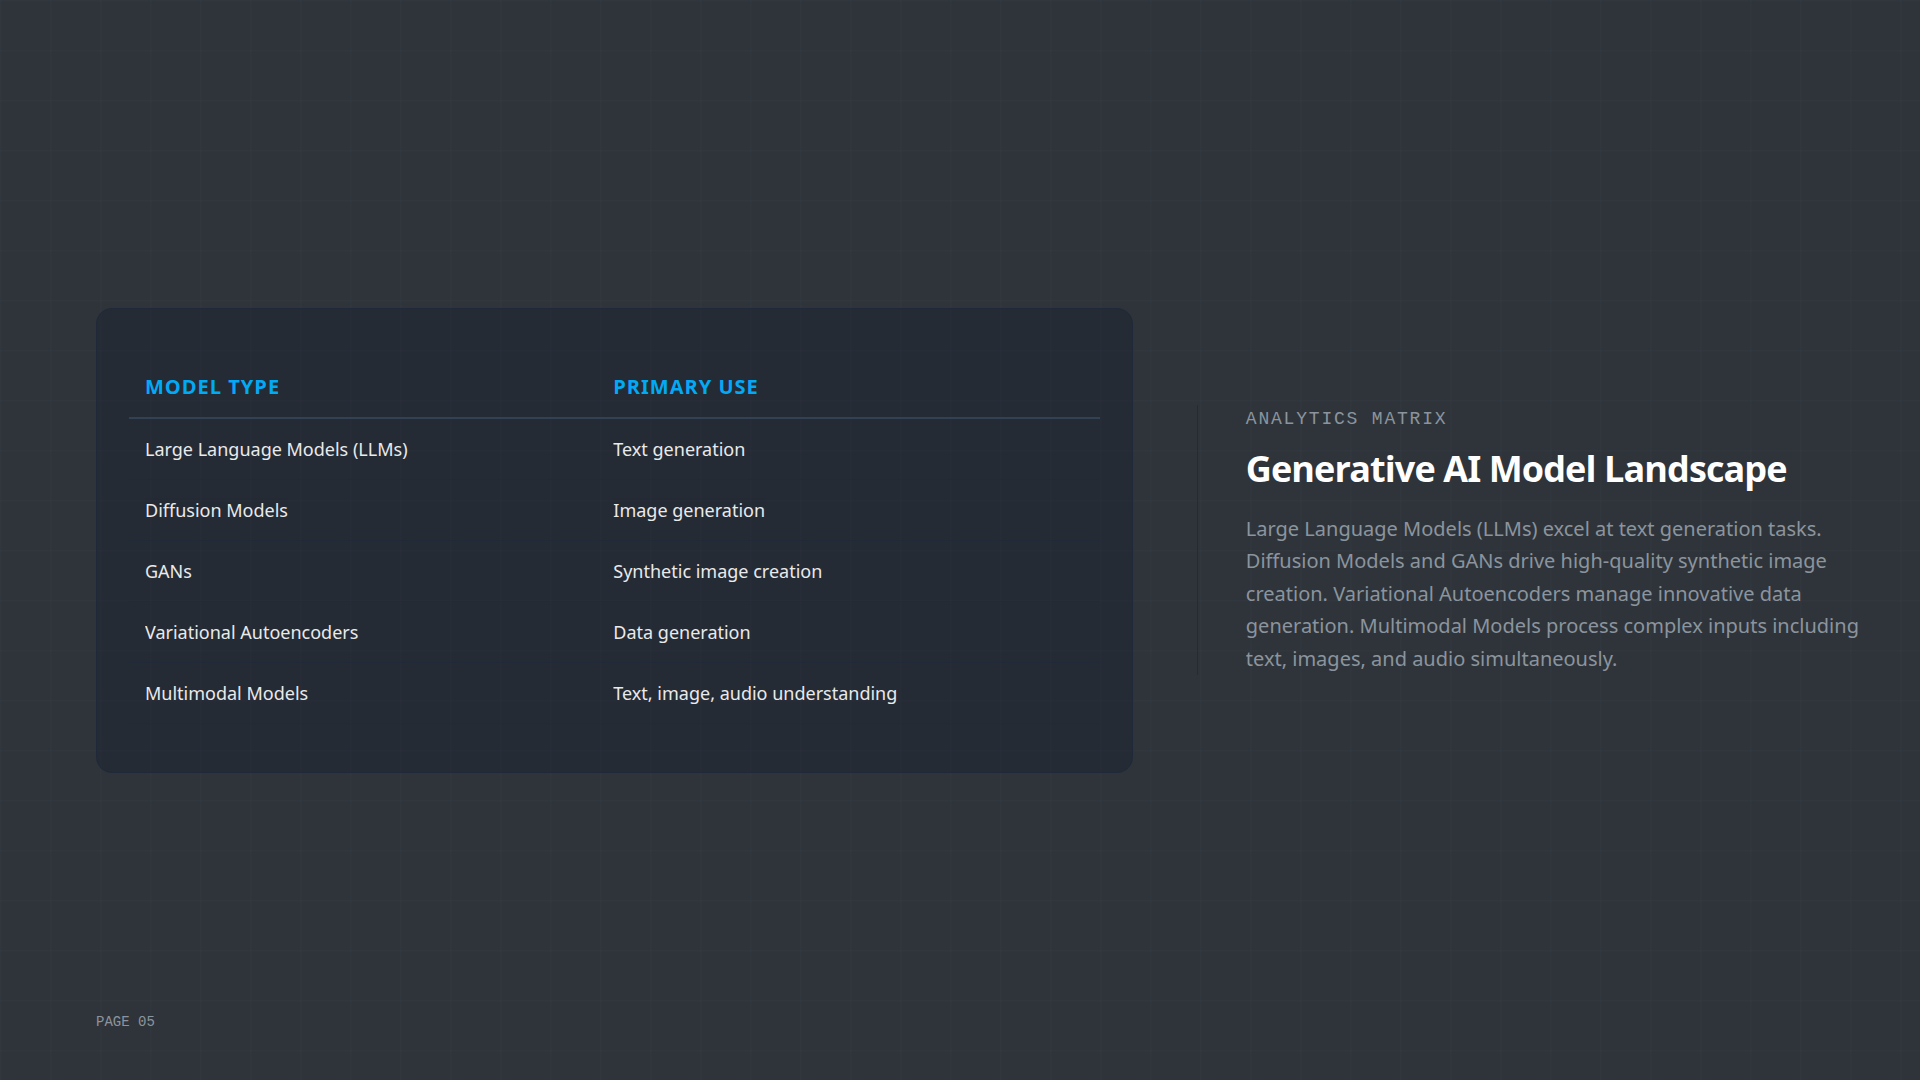 MODEL TYPE PRIMARY USE
Large Language Models (LLMs) Text generation
Diffusion Models Image generation
GANs Synthetic image creation
Variational Autoencoders Data generation
Multimodal Models Text, image, audio understanding
ANALYTICS MATRIX
Generative AI Model Landscape
Large Language Models (LLMs) excel at text generation tasks.
Diffusion Models and GANs drive high-quality synthetic image
creation. Variational Autoencoders manage innovative data
generation. Multimodal Models process complex inputs including
text, images, and audio simultaneously.
PAGE 05